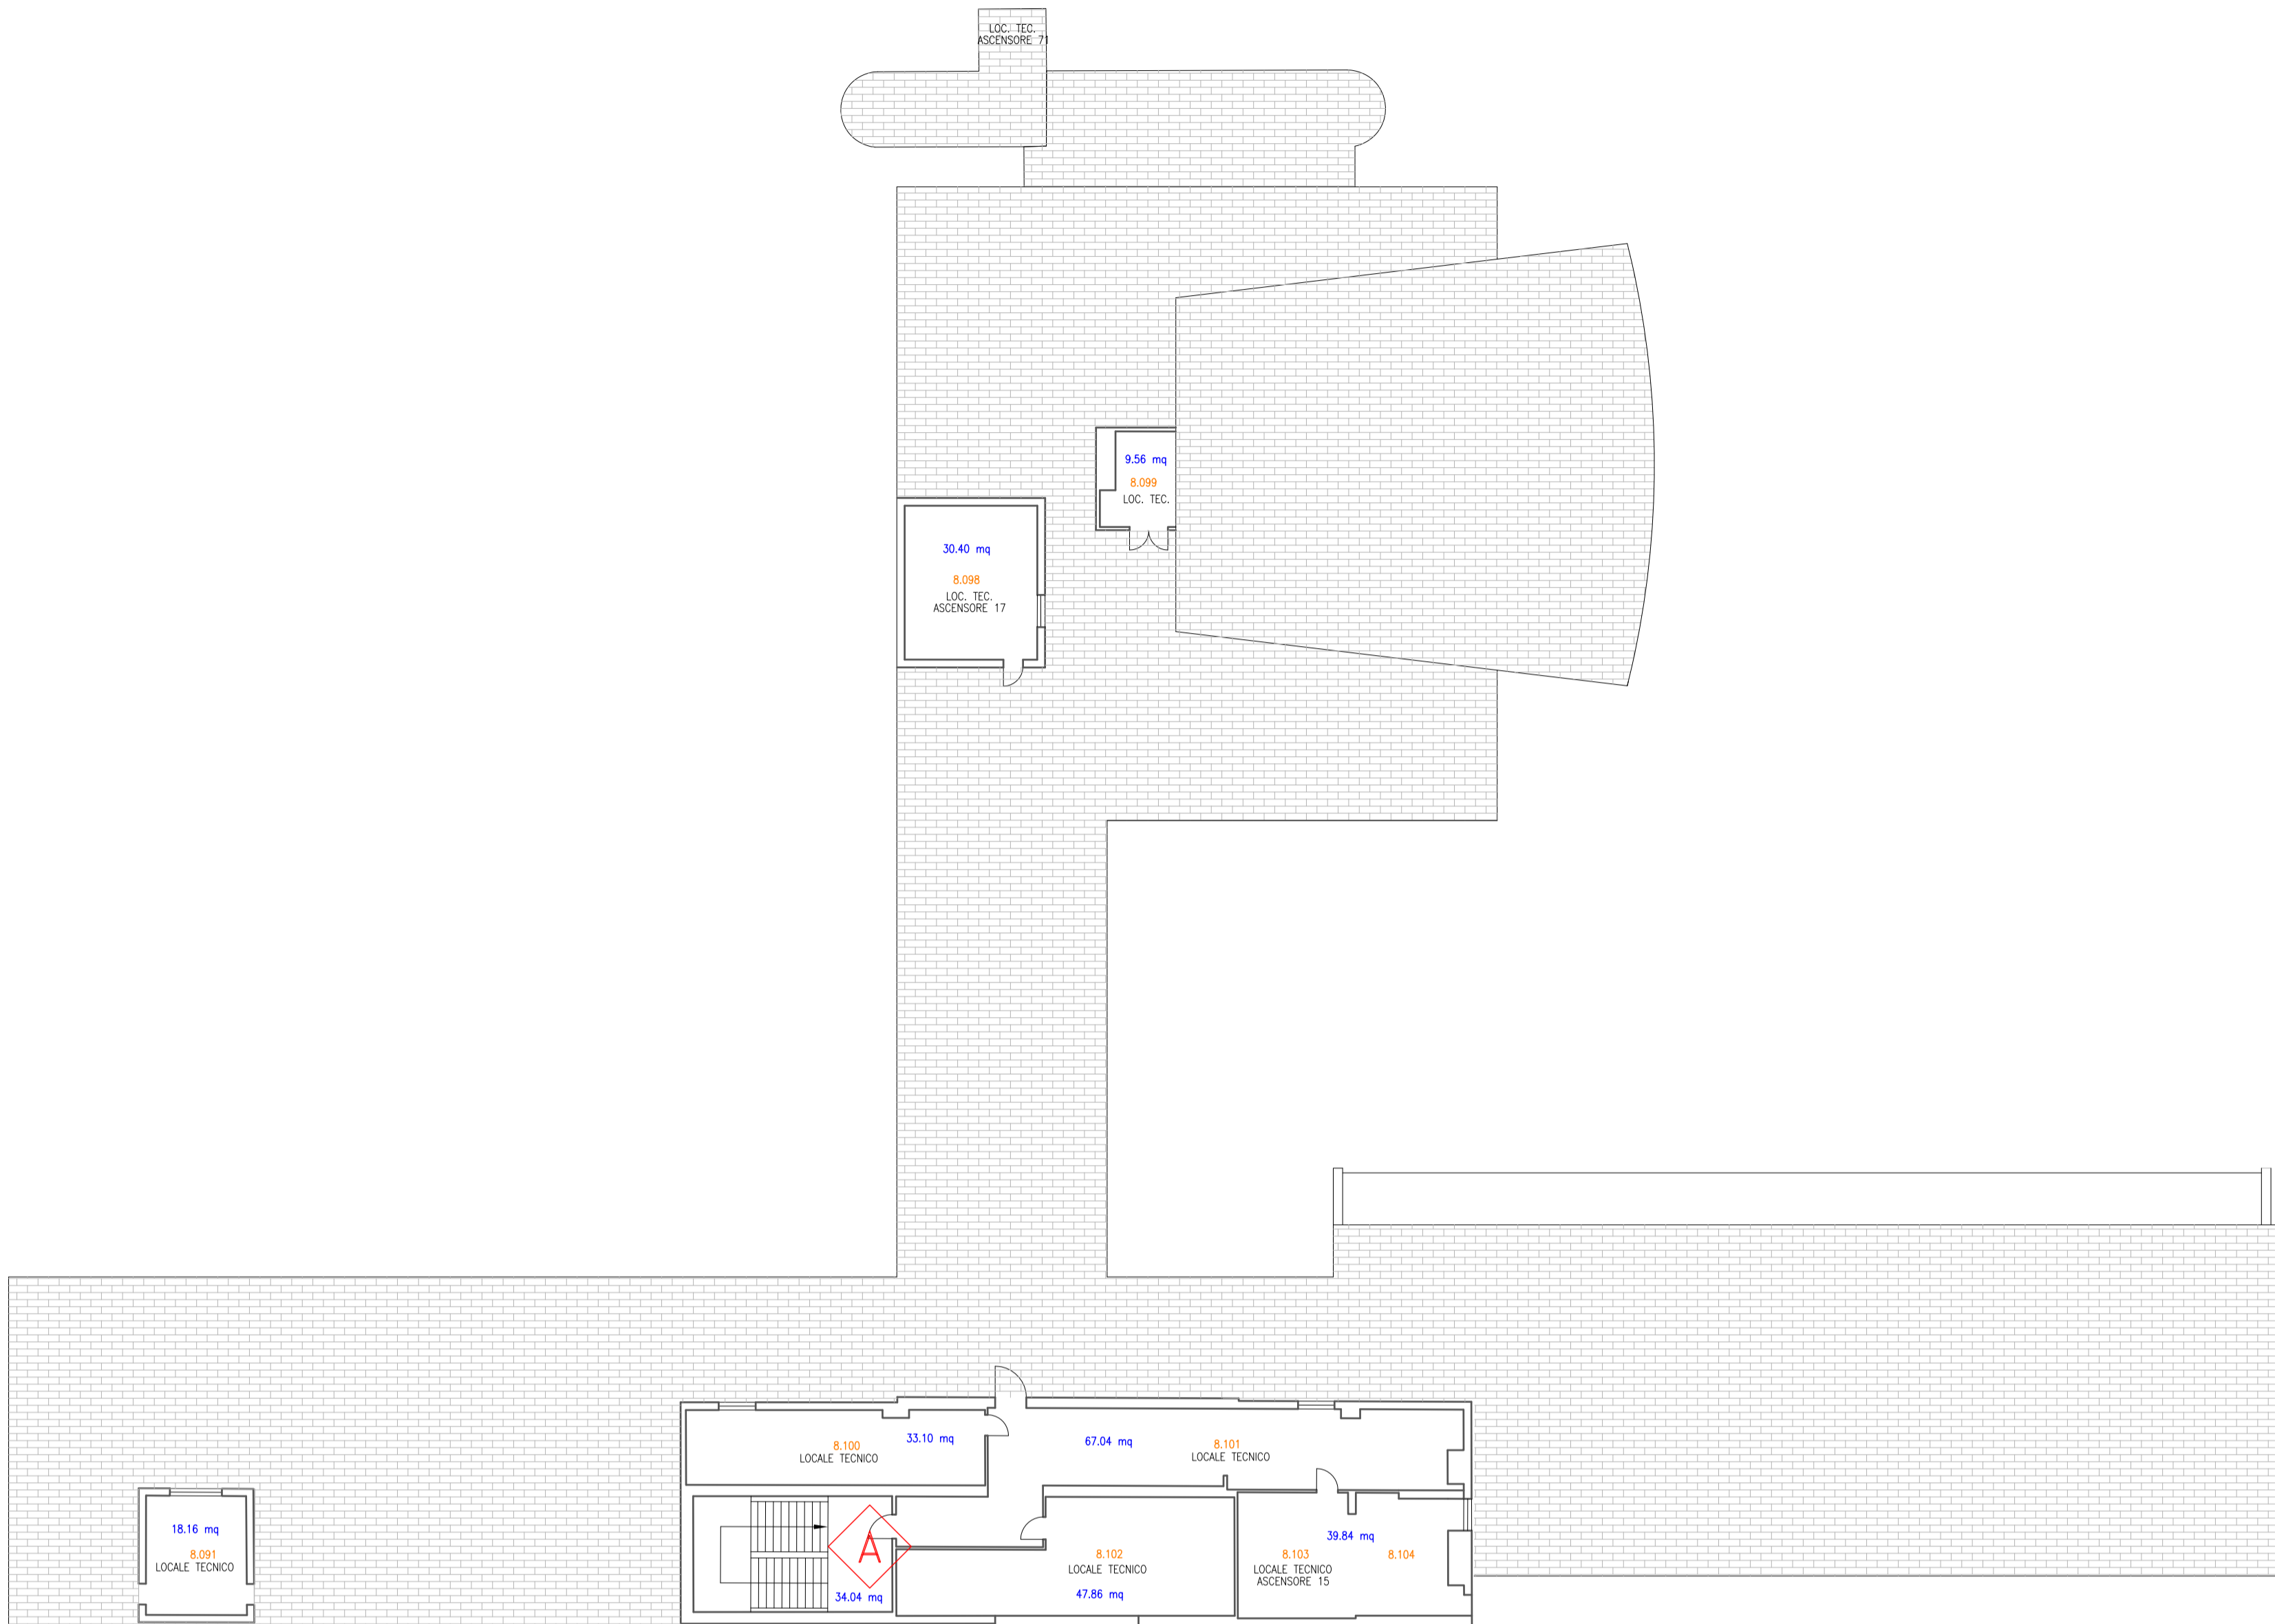 LOC. TEC.
ASCENSORE 71
9.56 mq
8.099
LOC. TEC.
30.40 mq
8.098
LOC. TEC.
ASCENSORE 17
33.10 mq
8.100
LOCALE TECNICO
67.04 mq
8.101
LOCALE TECNICO
18.16 mq
8.091
LOCALE TECNICO
A
34.04 mq
8.102
LOCALE TECNICO
47.86 mq
39.84 mq
8.103
LOCALE TECNICO
ASCENSORE 15
8.104